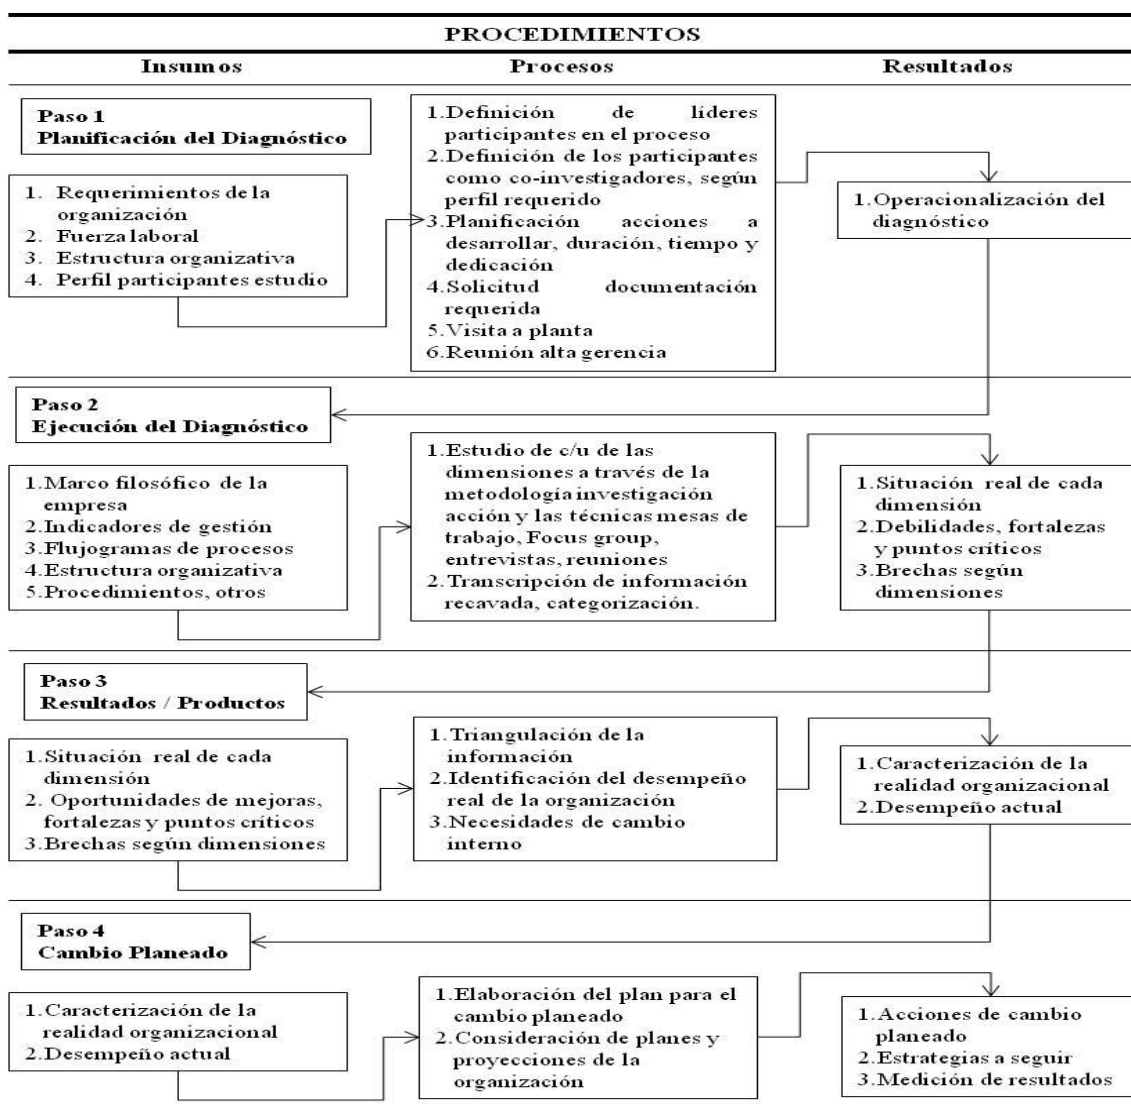 PROCEDIMIENTOS
Insumos Procesos Resultados
Paso 1
Planificación del Diagnóstico
1. Requerimientos de la
organización
2. Fuerza laboral
3. Estructura organizativa
4. Perfil participantes estudio
1.Definición de líderes
participantes en el proceso
2.Definición de los participantes
como co-investigadores, según
perfil requerido
3.Planificación acciones a
desarrollar, duración, tiempo y
dedicación
4.Solicitud documentación
requerida
5.Visita a planta
6.Reunión alta gerencia
1.Operacionalización del
diagnóstico
Paso 2
Ejecución del Diagnóstico
1.Marco filosófico de la
empresa
2.Indicadores de gestión
3.Flujogramas de procesos
4.Estructura organizativa
5.Procedimientos, otros
1.Estudio de c/u de las
dimensiones a través de la
metodología investigación
acción y las técnicas mesas de
trabajo, Focus group,
entrevistas, reuniones
2.Transcripción de información
recavada, categorización.
1.Situación real de cada
dimensión
2.Debilidades, fortalezas
y puntos críticos
3.Brechas según
dimensiones
Paso 3
Resultados / Productos
1.Situación real de cada
dimensión
2. Oportunidades de mejoras,
fortalezas y puntos críticos
3.Brechas según dimensiones
1.Triangulación de la
información
2.Identificación del desempeño
real de la organización
3.Necesidades de cambio
interno
1.Caracterización de la
realidad organizacional
2.Desempeño actual
Paso 4
Cambio Planeado
1.Caracterización de la
realidad organizacional
2.Desempeño actual
1.Elaboración del plan para el
cambio planeado
2.Consideración de planes y
proyecciones de la
organización
1.Acciones de cambio
planeado
2.Estrategias a seguir
3.Medición de resultados